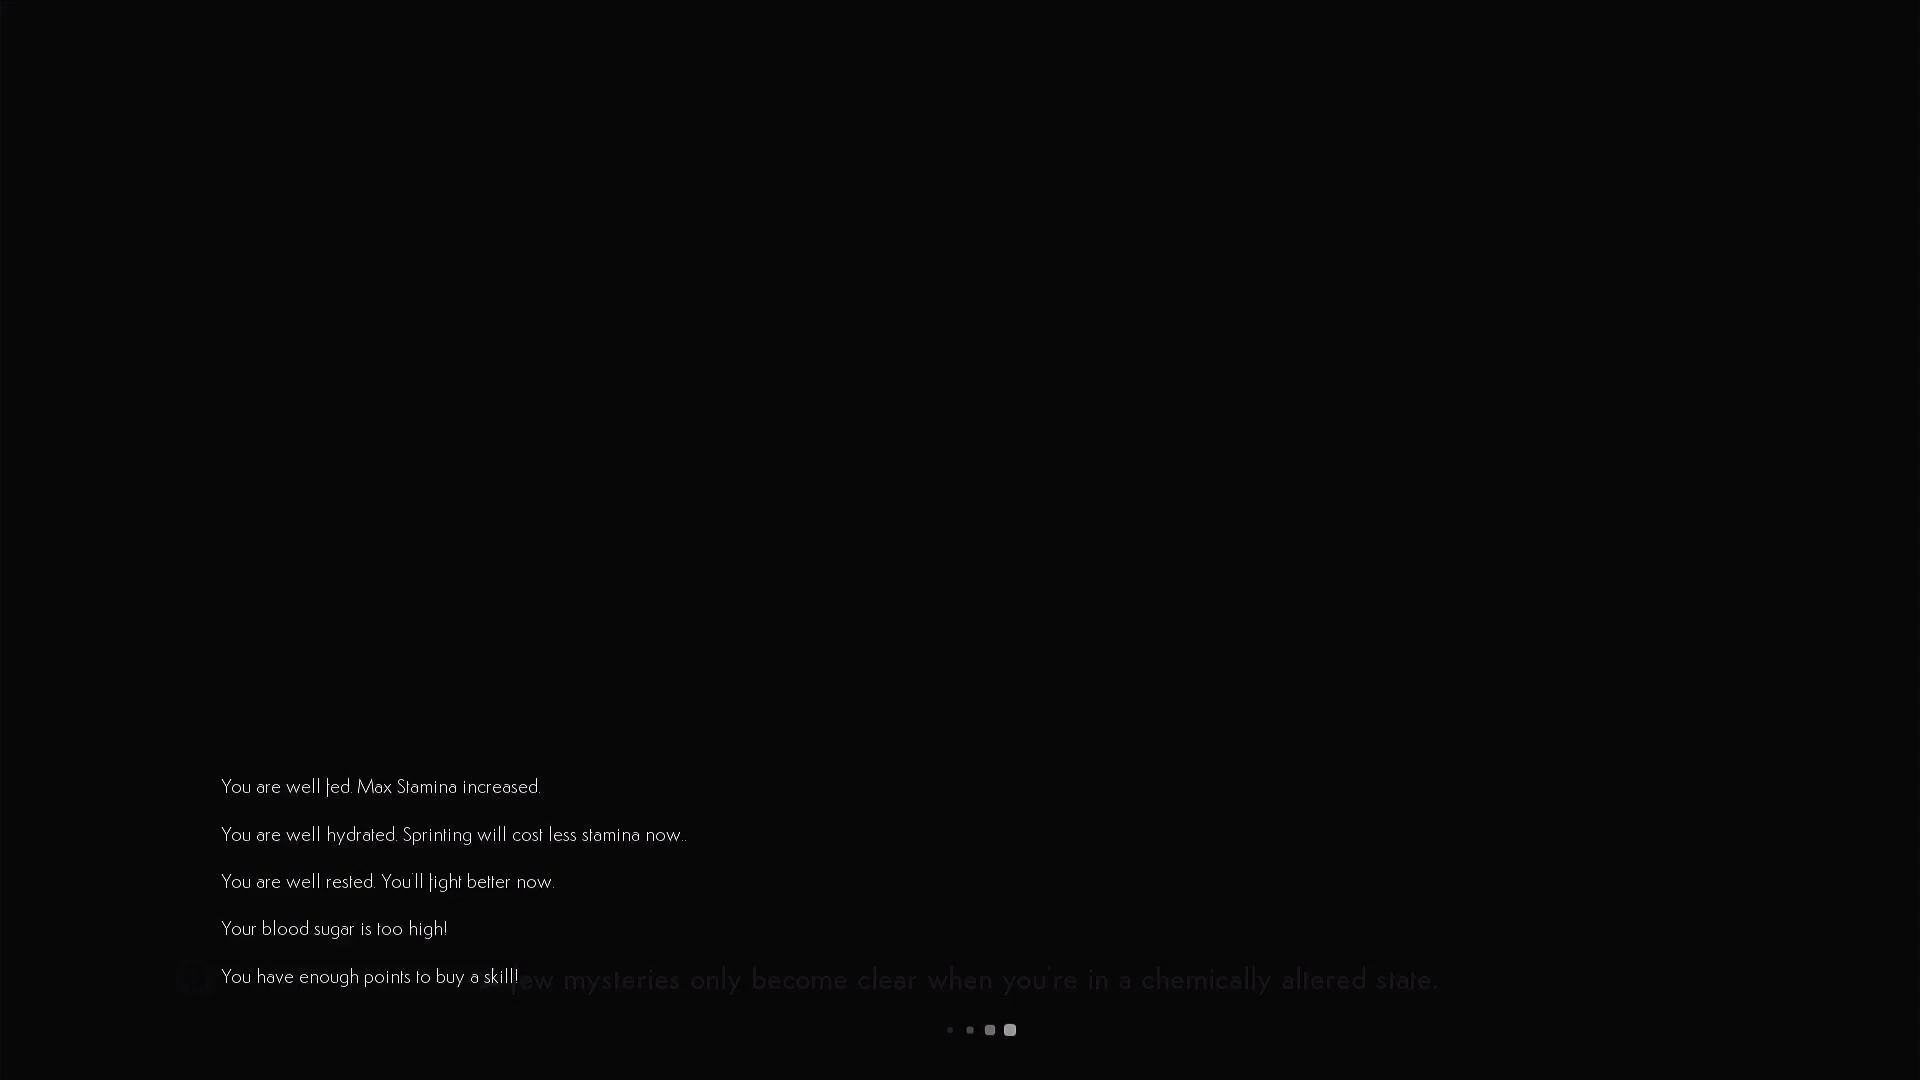 You are well fed. Max Stamina increased.
You are well hydrated. Sprinting will cost less stamina now..
You are well rested. You'll fight better now.
Your blood sugar is too high!
You have enough points to buy a skill!
few mysteries only become clear when you're in a chemically altered state.